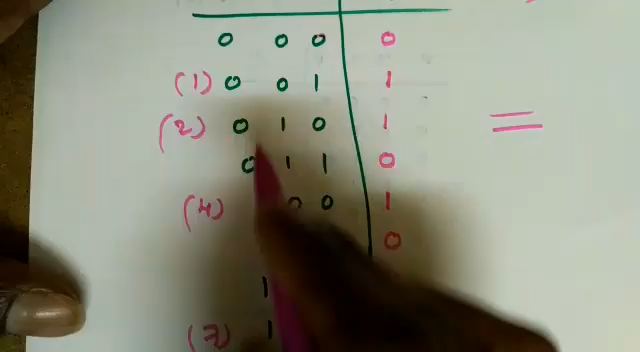 0 0 0 0
(1) 0 0 1 1
(2) 0 1 0 1
0 1 1 0
(4) 0 0 1
0
1
(7) 1
=